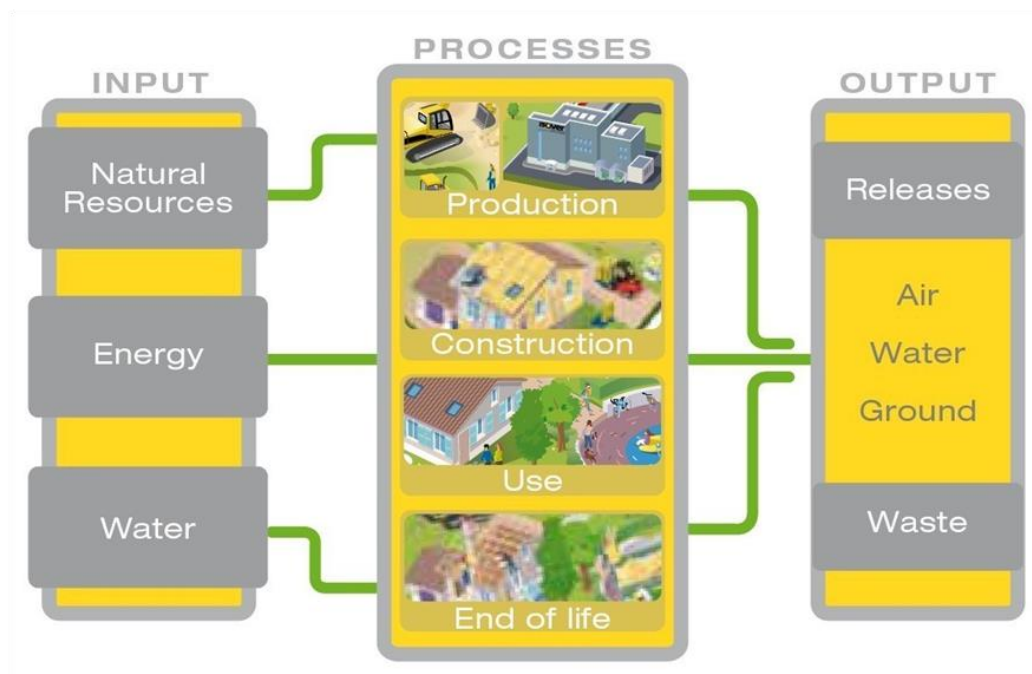 INPUT
Natural
Resources
Energy
Water
PROCESSES
Production
Construction
Use
End of life
OUTPUT
Releases
Air
Water
Ground
Waste